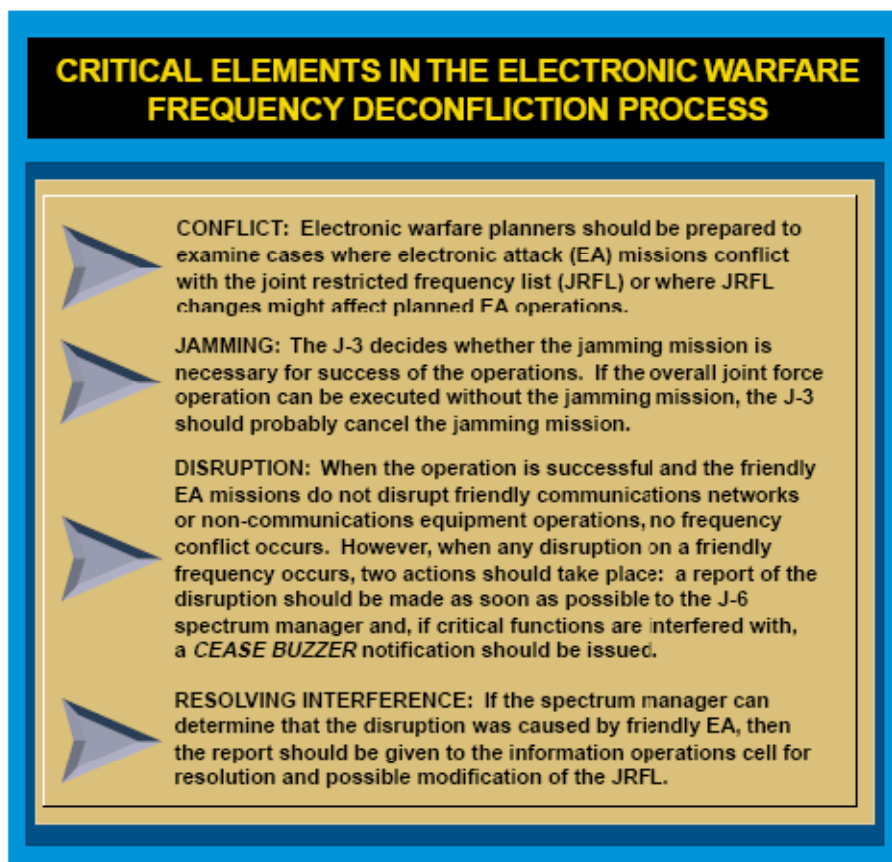 CRITICAL ELEMENTS IN THE ELECTRONIC WARFARE
FREQUENCY DECONFLICTION PROCESS
CONFLICT: Electronic warfare planners should be prepared to
examine cases where electronic attack (EA) missions conflict
with the joint restricted frequency list (JRFL) or where JRFL
changes might affect planned EA operations.
JAMMING: The J-3 decides whether the jamming mission is
necessary for success of the operations. If the overall joint force
operation can be executed without the jamming mission, the J-3
should probably cancel the jamming mission.
DISRUPTION: When the operation is successful and the friendly
EA missions do not disrupt friendly communications networks
or non-communications equipment operations, no frequency
conflict occurs. However, when any disruption on a friendly
frequency occurs, two actions should take place: a report of the
disruption should be made as soon as possible to the J-6
spectrum manager and, if critical functions are interfered with,
a CEASE BUZZER notification should be issued.
RESOLVING INTERFERENCE: If the spectrum manager can
determine that the disruption was caused by friendly EA, then
the report should be given to the information operations cell for
resolution and possible modification of the JRFL.